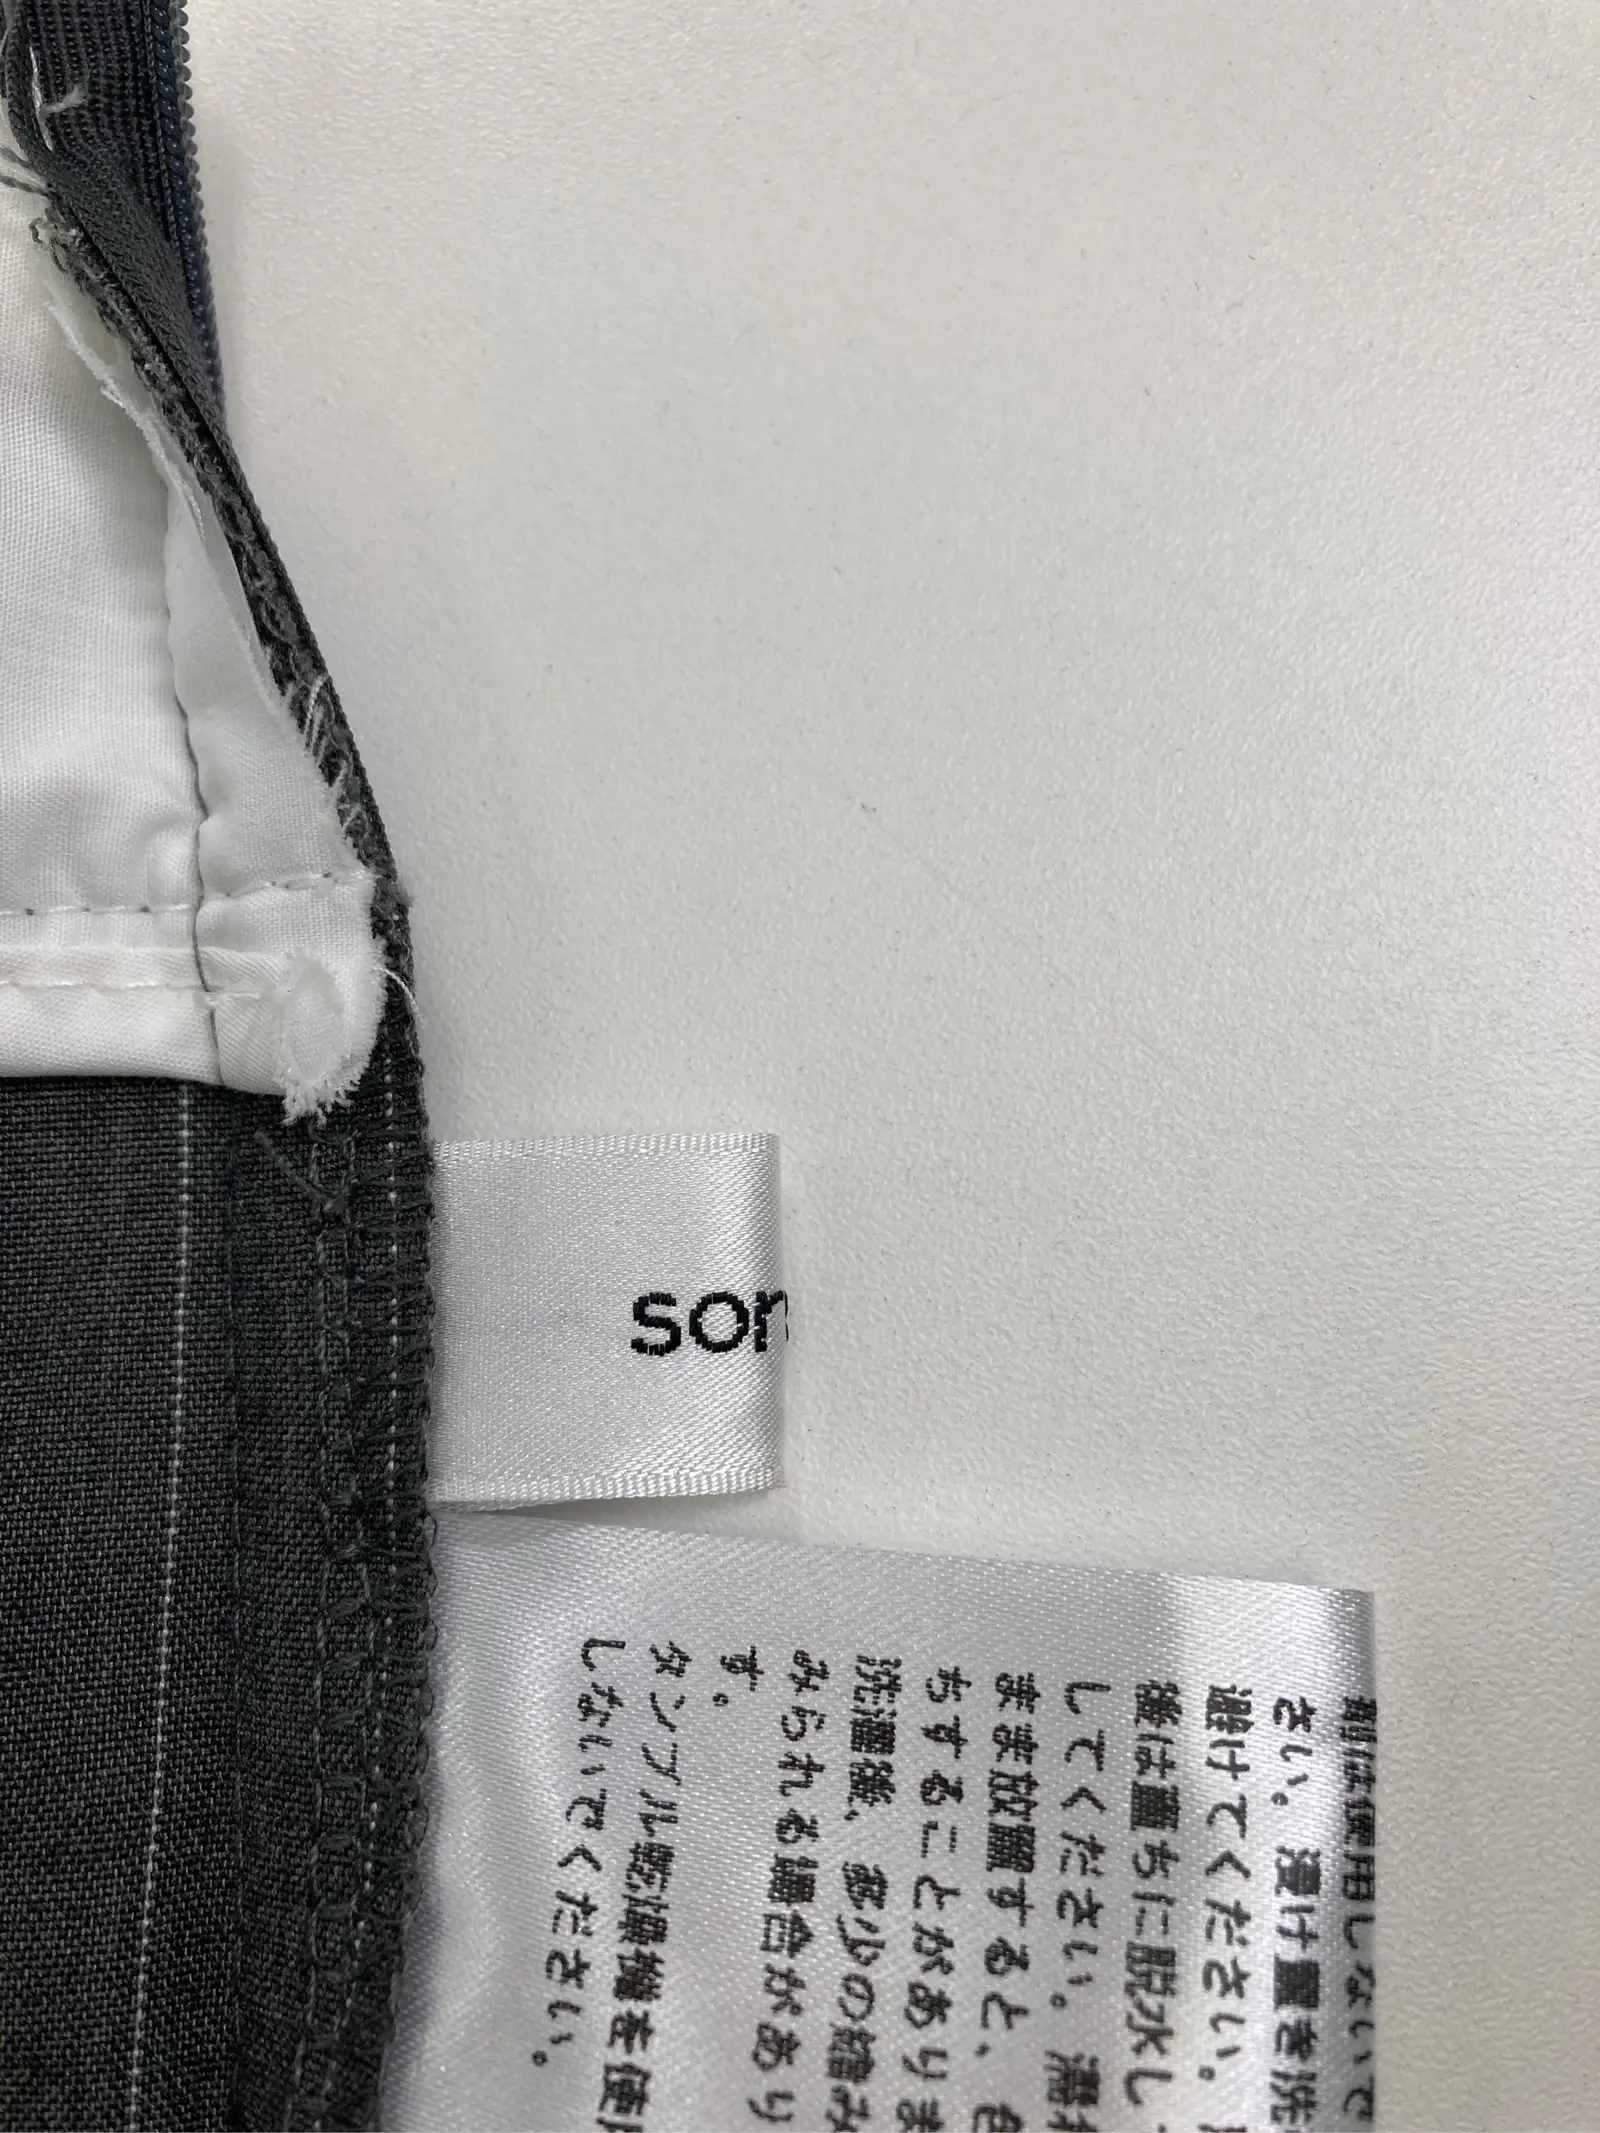 son
剤は使用しないで
さい。漬け置き洗
避けてください。
後は直ちに脱水し
してください。濡
まま放置すると、色
ちすることがありま
洗濯後、多少の縮み
みられる場合があり
す。
タンブル乾燥機を使
しないでください。